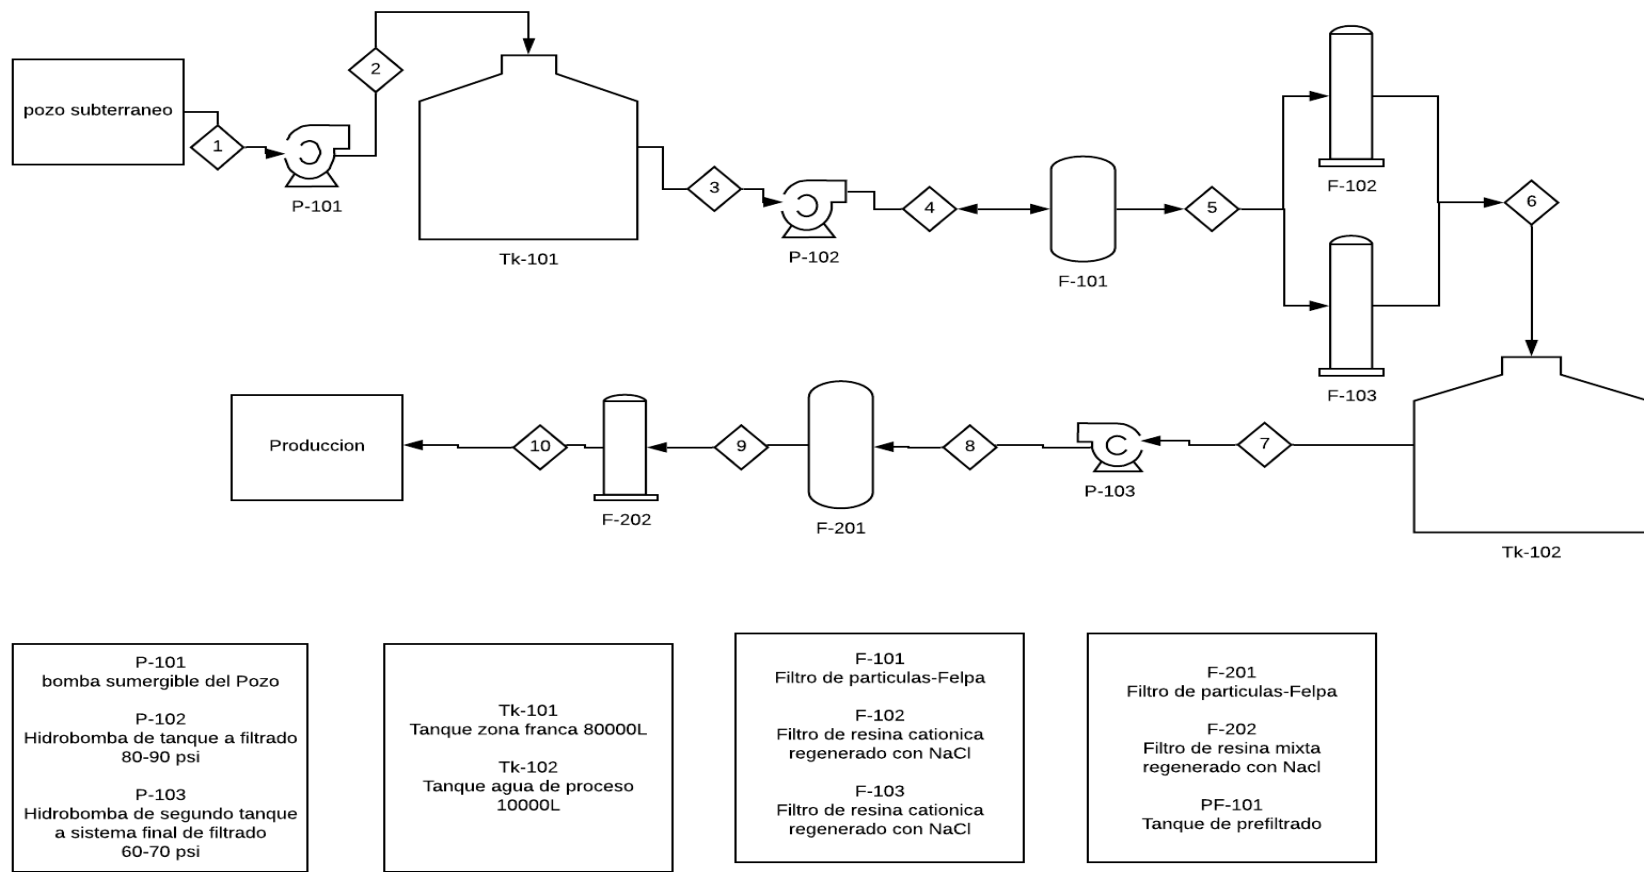 pozo subterraneo
1
P-101
2
Tk-101
3
P-102
4
F-101
5
F-102
F-103
6
Tk-102
7
P-103
8
F-201
9
F-202
10
Produccion
P-101
bomba sumergible del Pozo
P-102
Hidrobomba de tanque a filtrado
80-90 psi
P-103
Hidrobomba de segundo tanque
a sistema final de filtrado
60-70 psi
Tk-101
Tanque zona franca 80000L
Tk-102
Tanque agua de proceso
10000L
F-101
Filtro de particulas-Felpa
F-102
Filtro de resina cationica
regenerado con NaCl
F-103
Filtro de resina cationica
regenerado con NaCl
F-201
Filtro de particulas-Felpa
F-202
Filtro de resina mixta
regenerado con Nacl
PF-101
Tanque de prefiltrado